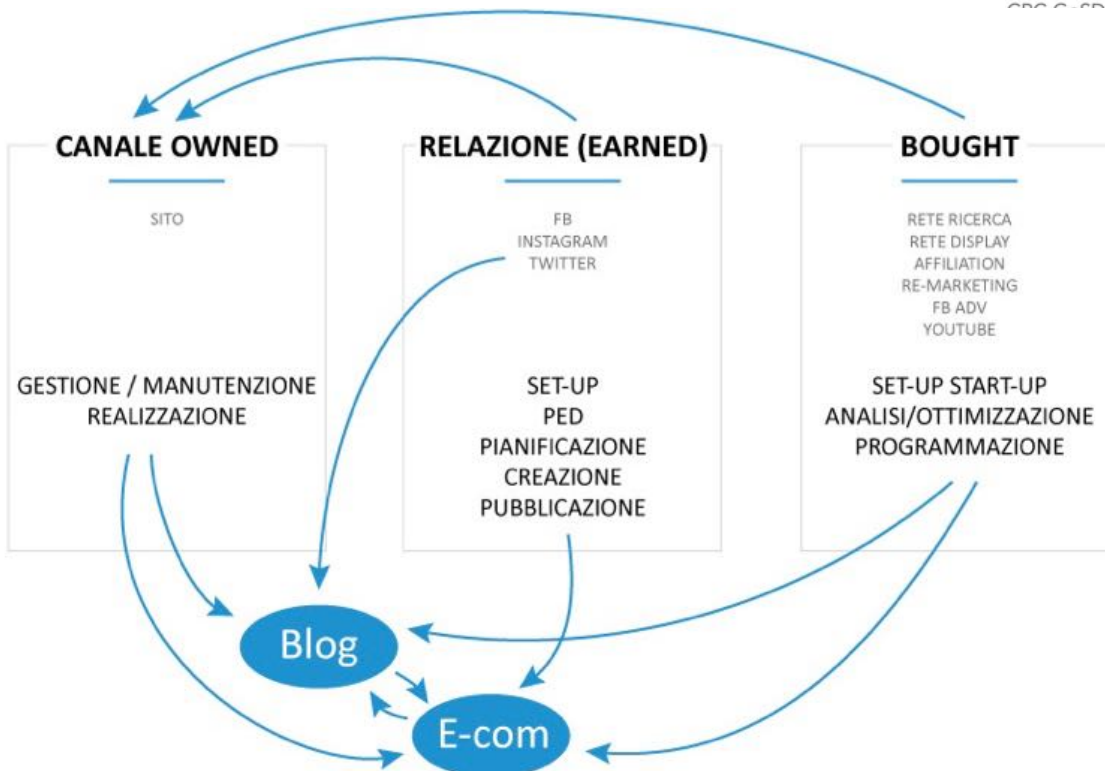 CANALE OWNED
SITO
GESTIONE / MANUTENZIONE
REALIZZAZIONE
RELAZIONE (EARNED)
FB
INSTAGRAM
TWITTER
SET-UP
PED
PIANIFICAZIONE
CREAZIONE
PUBBLICAZIONE
BOUGHT
RETE RICERCA
RETE DISPLAY
AFFILIATION
RE-MARKETING
FB ADV
YOUTUBE
SET-UP START-UP
ANALISI/OTTIMIZZAZIONE
PROGRAMMAZIONE
Blog
E-com